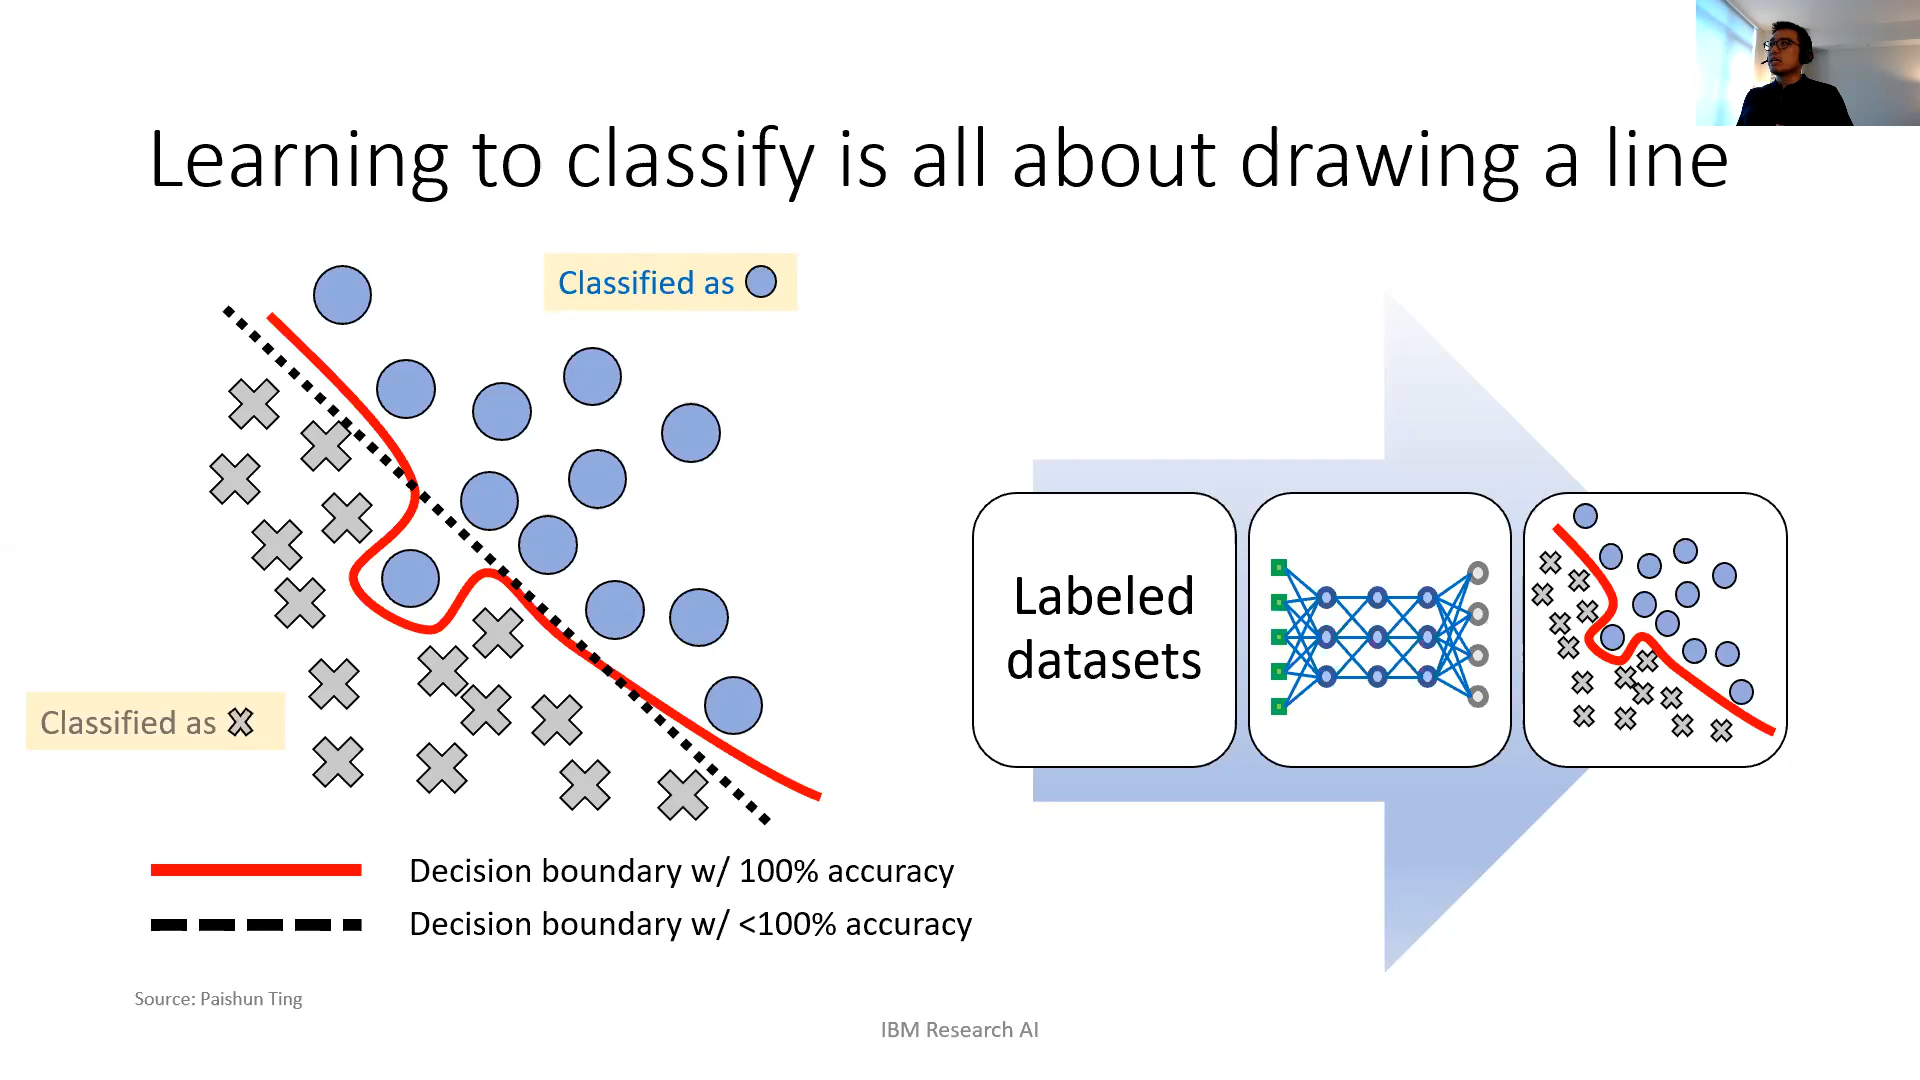 Learning to classify is all about drawing a line
Classified as
Classified as
Labeled
datasets
Decision boundary w/ 100% accuracy
Decision boundary w/ <100% accuracy
Source: Paishun Ting
IBM Research AI